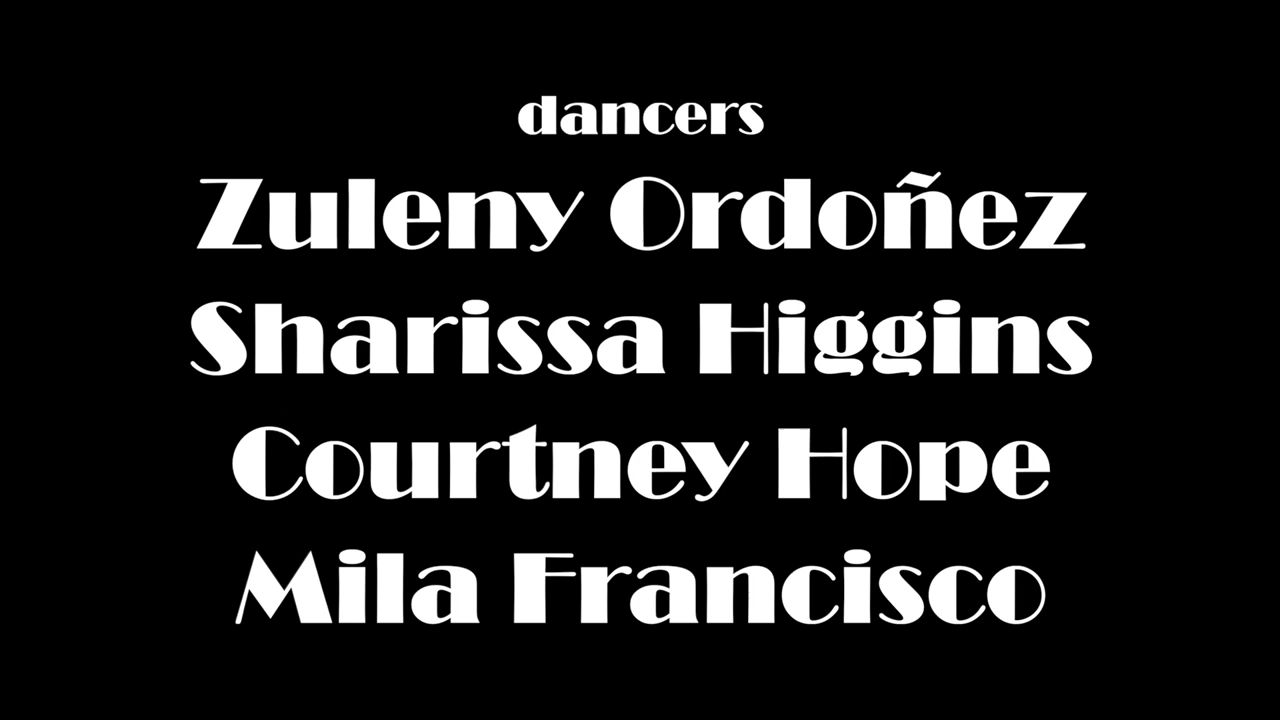 dancers
Zuleny Ordoñez
Sharissa Higgins
Courtney Hope
Mila Francisco